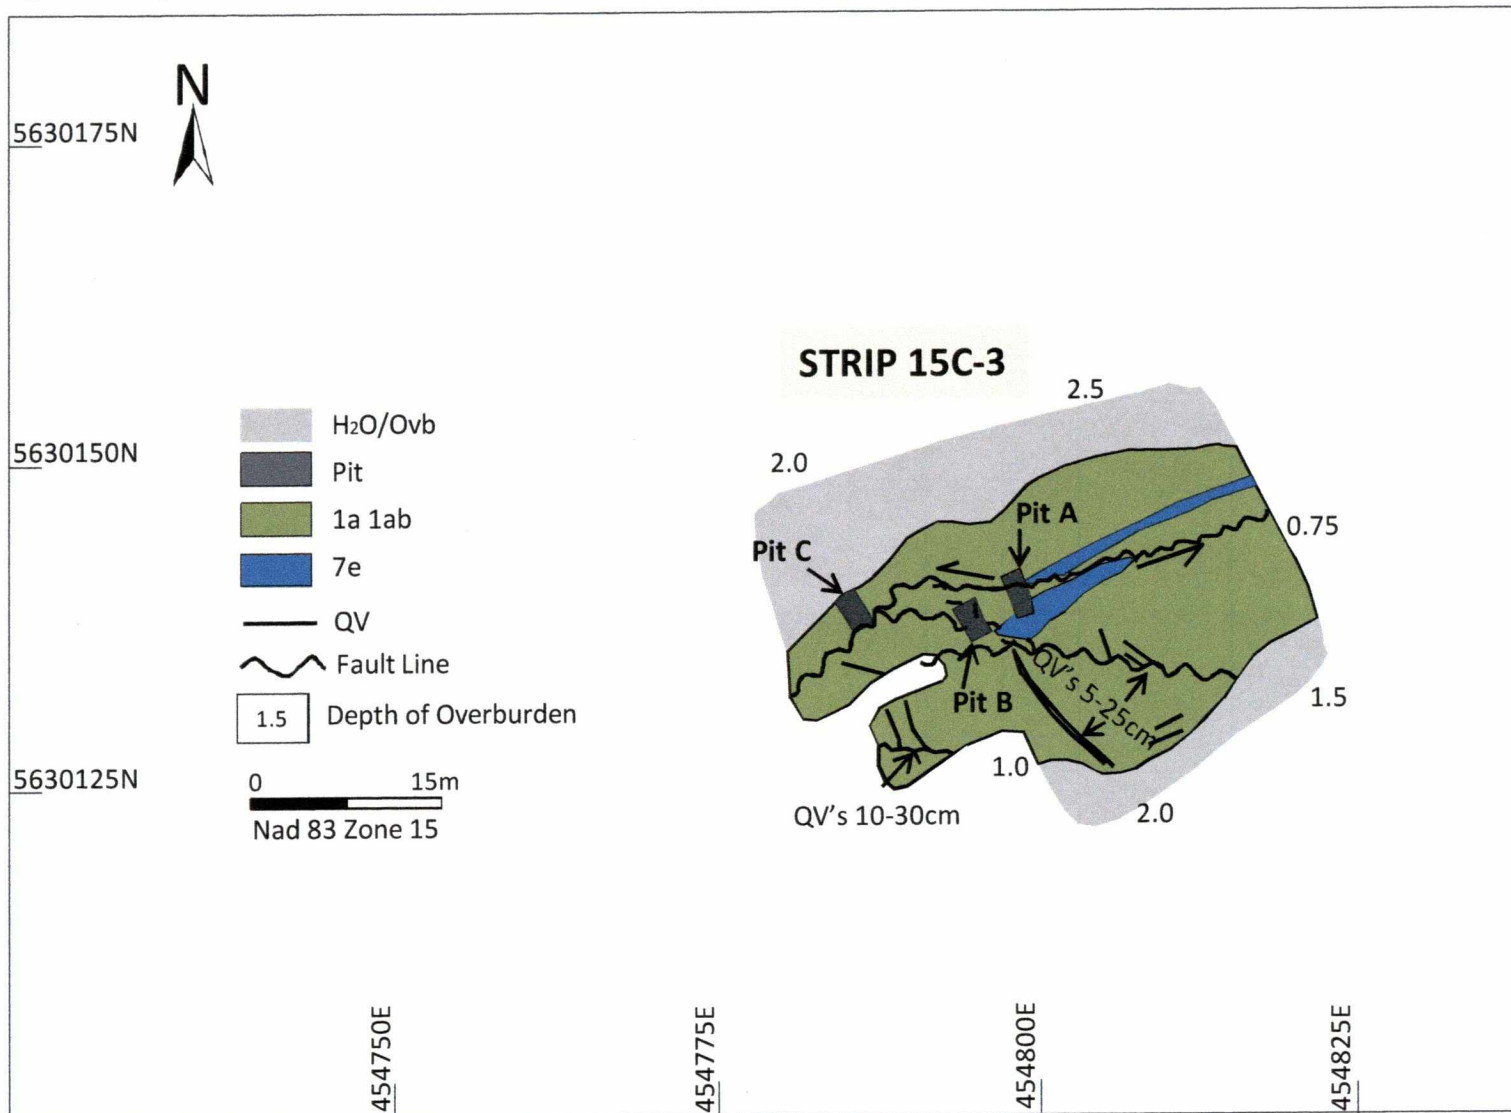 N
5630175N
STRIP 15C-3
2.5
H₂O/Ovb
5630150N
2.0
Pit
1a 1ab
Pit A
0.75
Pit C
7e
QV
Fault Line
QV's 5-25cm
Pit B
1.5
1.5 Depth of Overburden
1.0
5630125N
0 15m
2.0
QV's 10-30cm
Nad 83 Zone 15
454750E
454775E
454800E
454825E